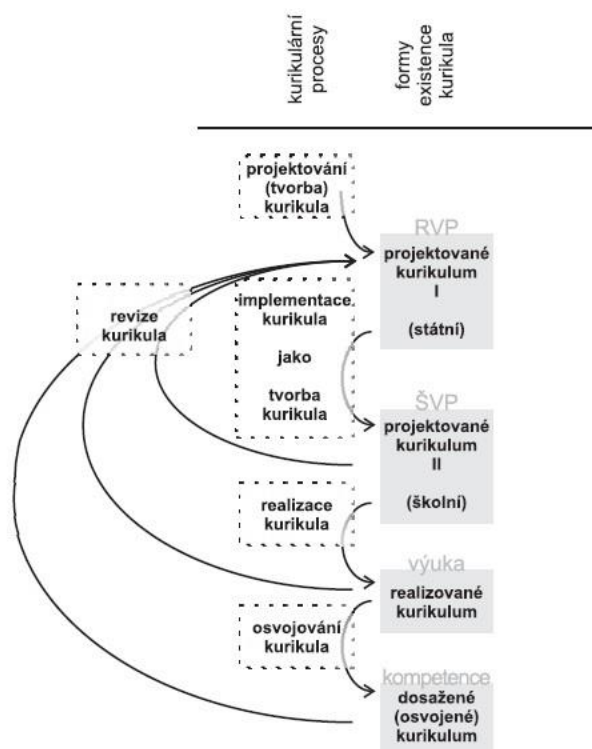 kurikulární
procesy
formy
existence
kurikula
projektování
(tvorba)
kurikula
RVP
projektované
kurikulum
I
(státní)
revize
kurikula
implementace
kurikula
jako
tvorba
kurikula
ŠVP
projektované
kurikulum
II
(školní)
realizace
kurikula
výuka
realizované
kurikulum
osvojování
kurikula
kompetence
dosažené
(osvojené)
kurikulum